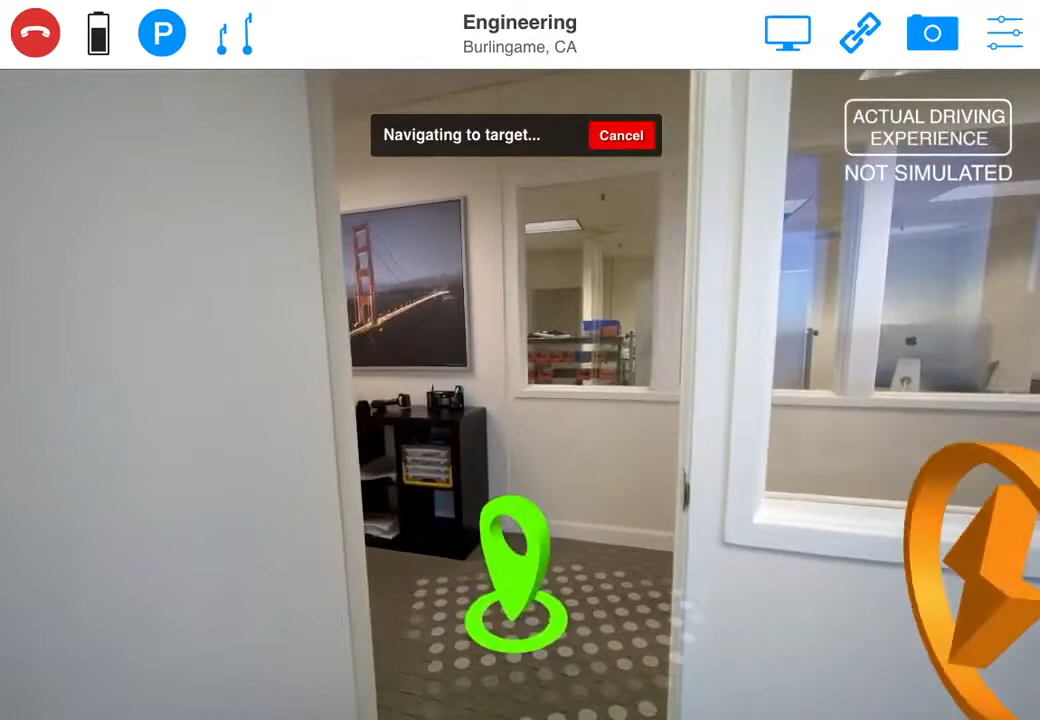 P
Engineering
Burlingame, CA
Navigating to target...
Cancel
ACTUAL DRIVING
EXPERIENCE
NOT SIMULATED